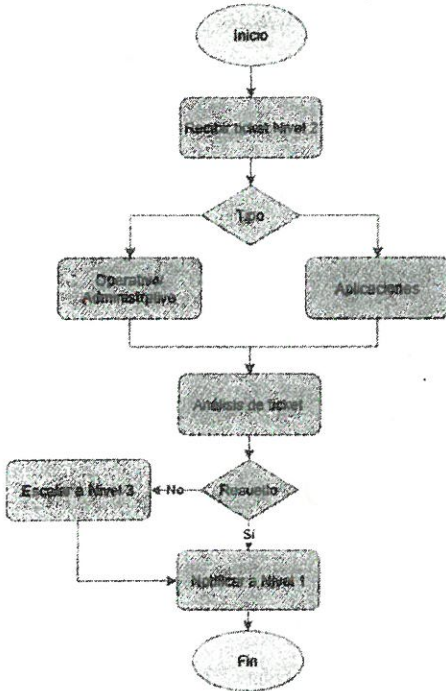 Inicio
Recibir ticket Nivel 2
Tipo
Operativo/
Administrativo
Aplicaciones
Análisis de ticket
Escalar a Nivel 3
No
Resuelto
Sí
Notificar a Nivel 1
Fin